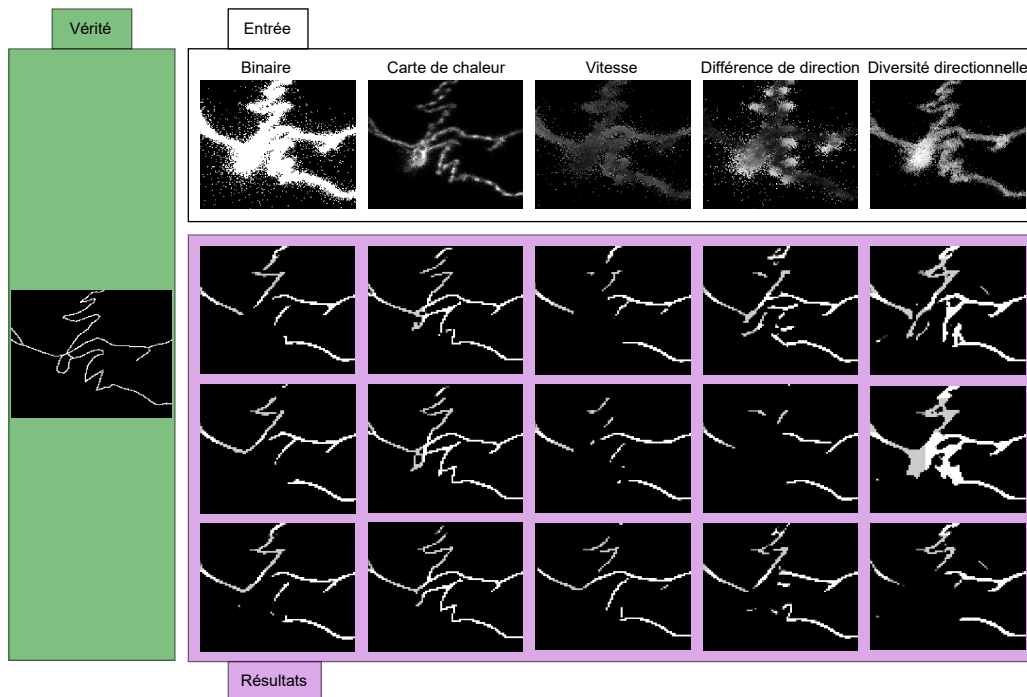 Vérité
Entrée
Binaire
Carte de chaleur
Vitesse
Différence de direction
Diversité directionnelle
Résultats